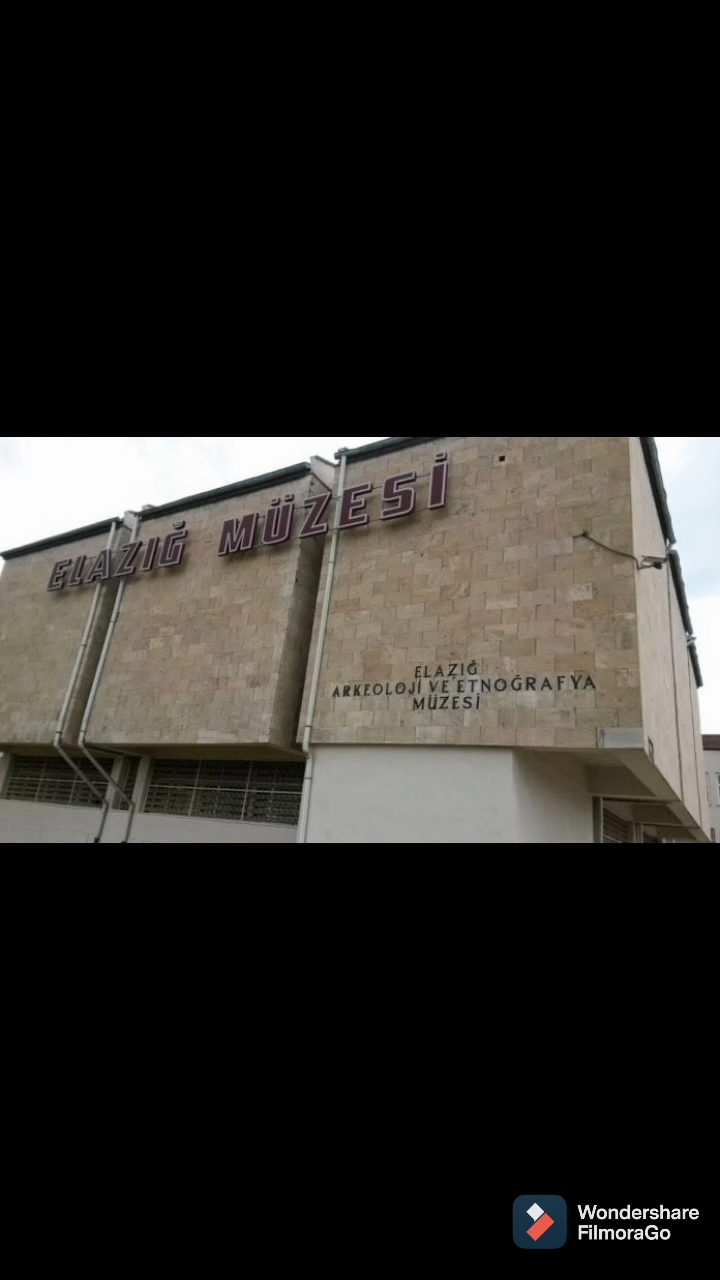 ELAZIĞ MÜZESİ
ELAZIĞ
ARKEOLOJİ VE ETNOĞRAFYA
MÜZESİ
Wondershare
FilmoraGo